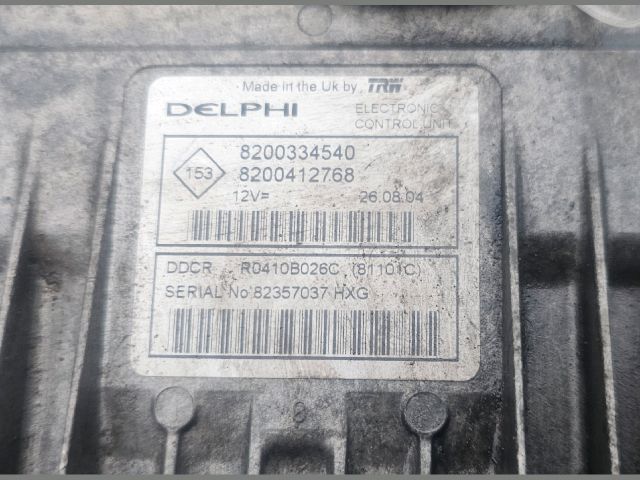 Made in the Uk by TRW
DELPHI
ELECTRONIC
CONTROL UNIT
153
8200334540
8200412768
12V= 26.08.04
DDCR R0410B026C (81101C)
SERIAL No 82357037 HXG
8